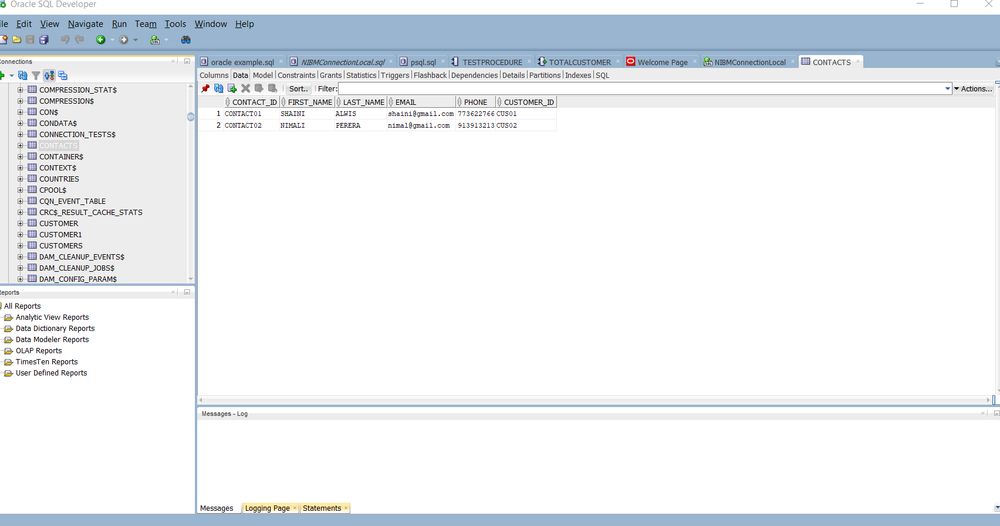 Oracle SQL Developer
ile Edit View Navigate Run Team Tools Window Help
Connections
COMPRESSION_STAT$
COMPRESSION$
CON$
CONDATA$
CONNECTION_TESTS$
CONTACTS
CONTAINER$
CONTEXT$
COUNTRIES
CPOOL$
CQN_EVENT_TABLE
CRC$_RESULT_CACHE_STATS
CUSTOMER
CUSTOMER1
CUSTOMERS
DAM_CLEANUP_EVENTS$
DAM_CLEANUP_JOBS$
DAM_CONFIG_PARAM$
Reports
All Reports
Analytic View Reports
Data Dictionary Reports
Data Modeler Reports
OLAP Reports
TimesTen Reports
User Defined Reports
oracle example.sql NIBMConnectionLocal.sql psql.sql TESTPROCEDURE TOTALCUSTOMER Welcome Page NIBMConnectionLocal CONTACTS
Columns Data Model Constraints Grants Statistics Triggers Flashback Dependencies Details Partitions Indexes SQL
Sort.. Filter: Actions...
CONTACT_ID FIRST_NAME LAST_NAME EMAIL PHONE CUSTOMER_ID
1 CONTACT01 SHAINI ALWIS shaini@gmail.com 773622766 CUS01
2 CONTACT02 NIMALI PERERA nimal@gmail.com 913913213 CUS02
Messages - Log
Messages Logging Page Statements